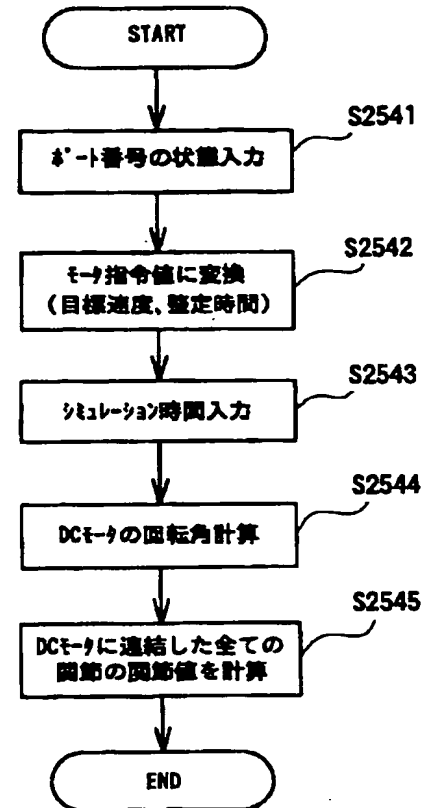 START
S2541
ﾎﾟｰﾄ番号の状態入力
S2542
ﾓｰﾀ指令値に変換
（目標速度、整定時間）
S2543
ｼﾐｭﾚｰｼｮﾝ時間入力
S2544
DCﾓｰﾀの回転角計算
S2545
DCﾓｰﾀに連結した全ての
関節の関節値を計算
END